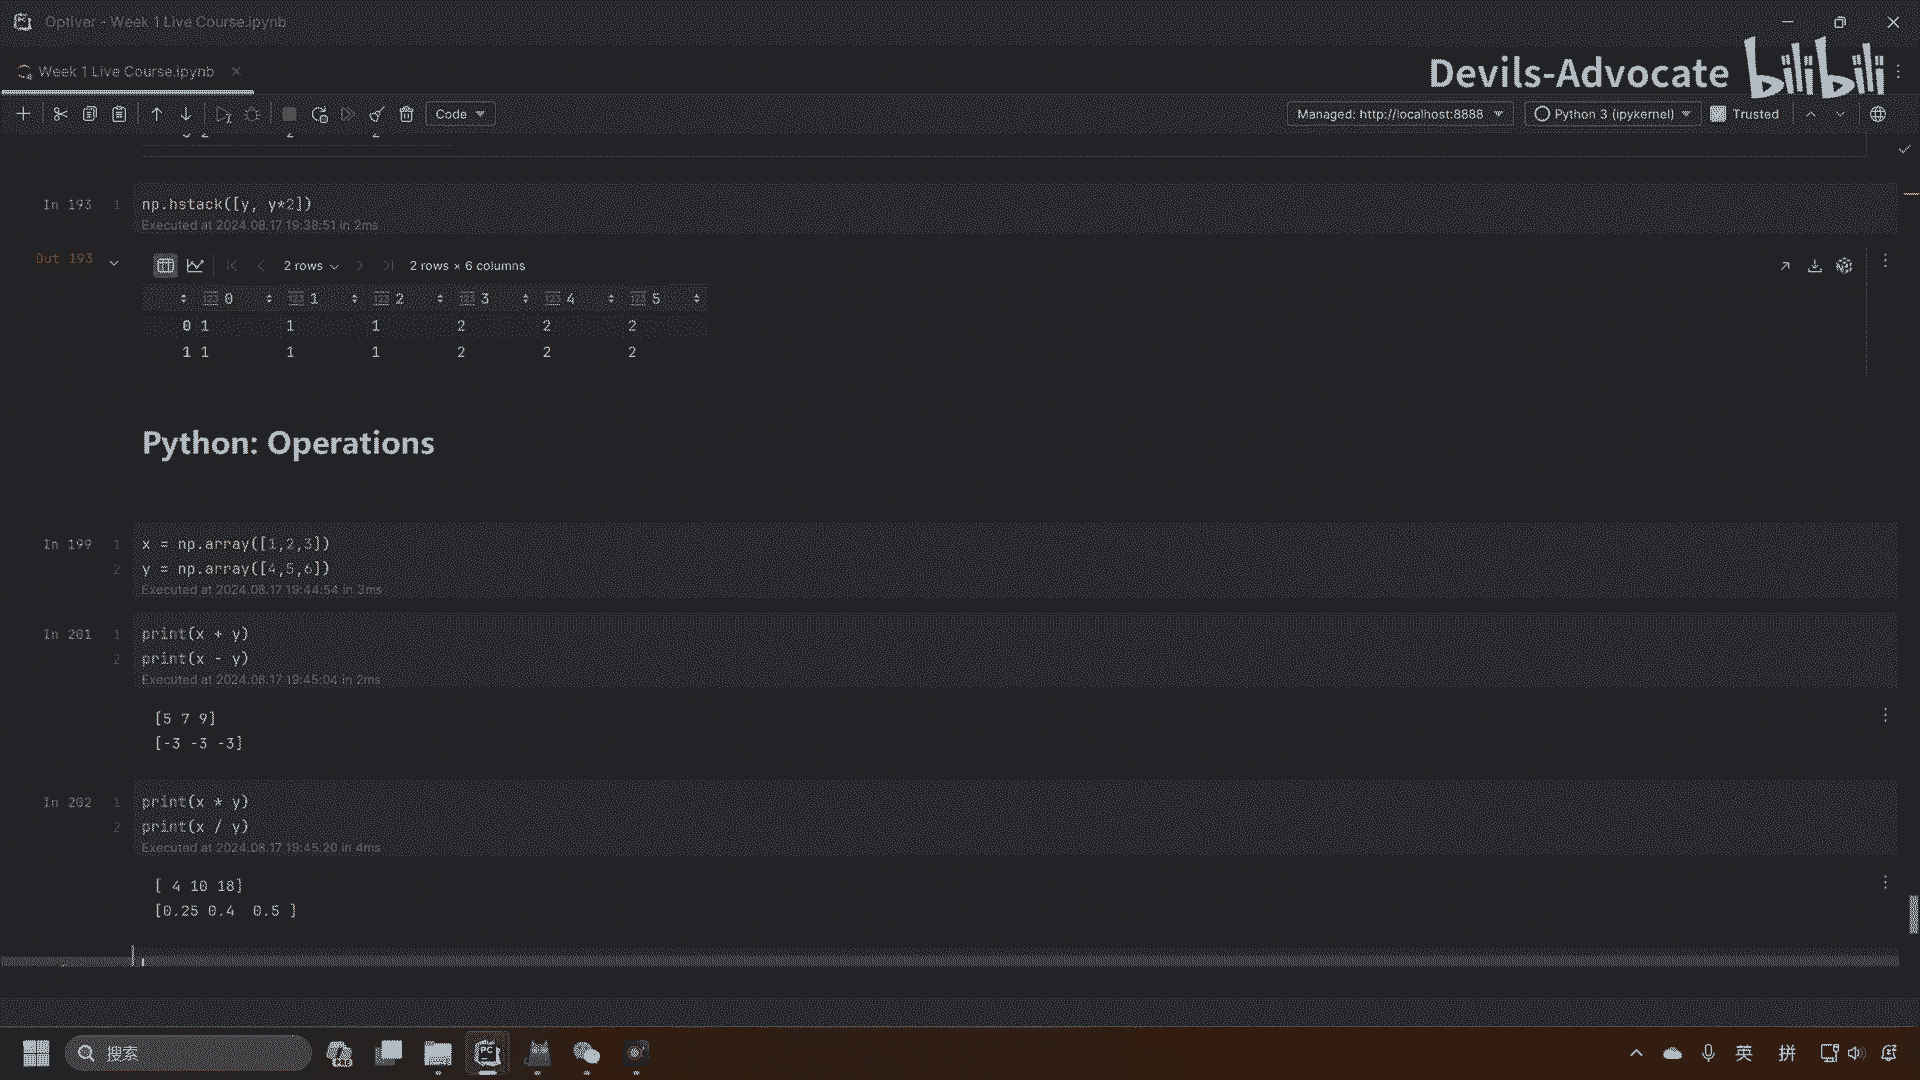 Optiver - Week 1 Live Course.ipynb
Week 1 Live Course.ipynb
Devils-Advocate bilibili
Code
Managed: http://localhost:8888
Python 3 (ipykernel)
Trusted
In 193
1 np.hstack([y, y*2])
Executed at 2024.08.17 19:38:51 in 2ms
Out 193
2 rows
2 rows × 6 columns
123 0 123 1 123 2 123 3 123 4 123 5
0 1 1 1 2 2 2
1 1 1 1 2 2 2
Python: Operations
In 199
1 x = np.array([1,2,3])
2 y = np.array([4,5,6])
Executed at 2024.08.17 19:44:54 in 3ms
In 201
1 print(x + y)
2 print(x - y)
Executed at 2024.08.17 19:45:04 in 2ms
[5 7 9]
[-3 -3 -3]
In 202
1 print(x * y)
2 print(x / y)
Executed at 2024.08.17 19:45:20 in 4ms
[ 4 10 18]
[0.25 0.4  0.5 ]
搜索
英
拼